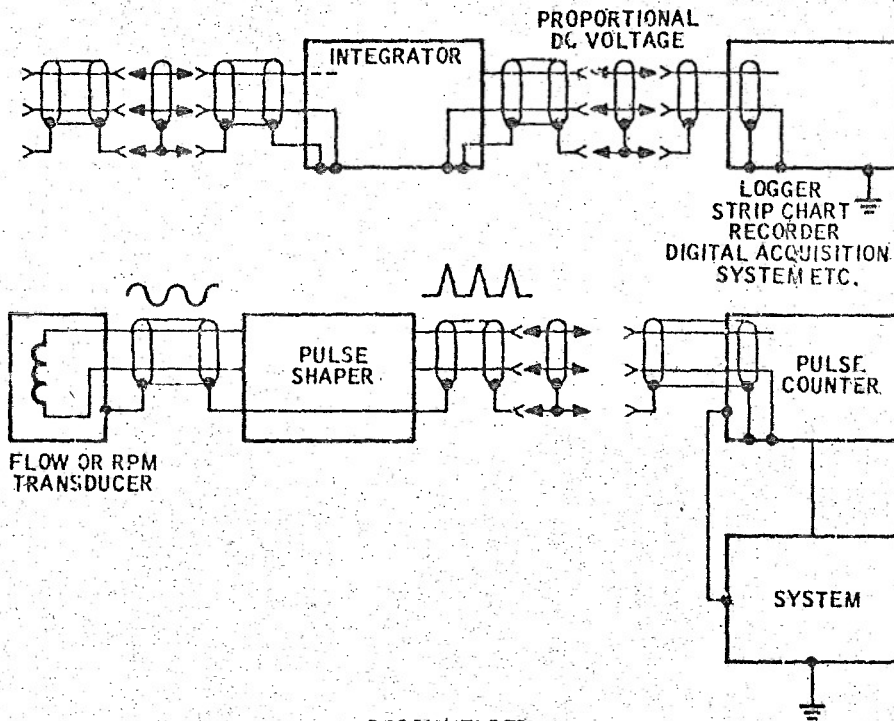 PROPORTIONAL
DC VOLTAGE
INTEGRATOR
LOGGER
STRIP CHART
RECORDER
DIGITAL ACQUISITION
SYSTEM ETC.
PULSE
SHAPER
PULSE
COUNTER
FLOW OR RPM
TRANSDUCER
SYSTEM